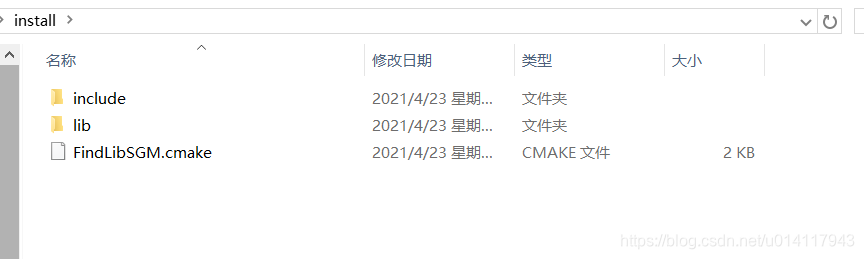 install
名称 修改日期 类型 大小
include 2021/4/23 星期... 文件夹
lib 2021/4/23 星期... 文件夹
FindLibSGM.cmake 2021/4/23 星期... CMAKE 文件 2 KB
https://blog.csdn.net/u014117943